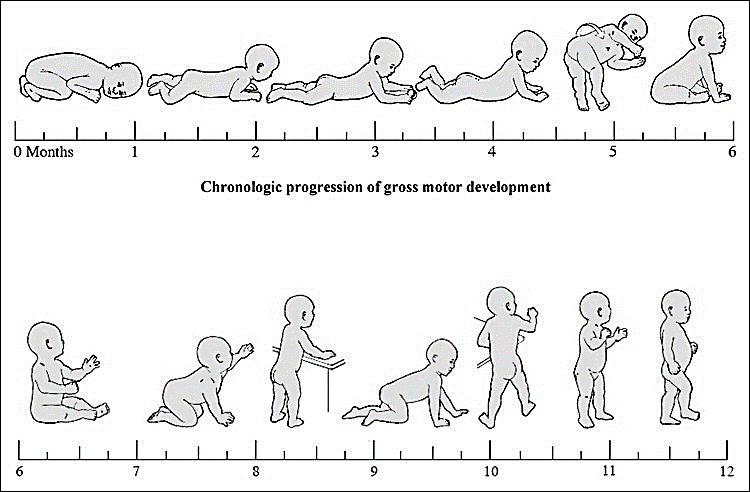 0 Months 1 2 3 4 5 6
Chronologic progression of gross motor development
6 7 8 9 10 11 12